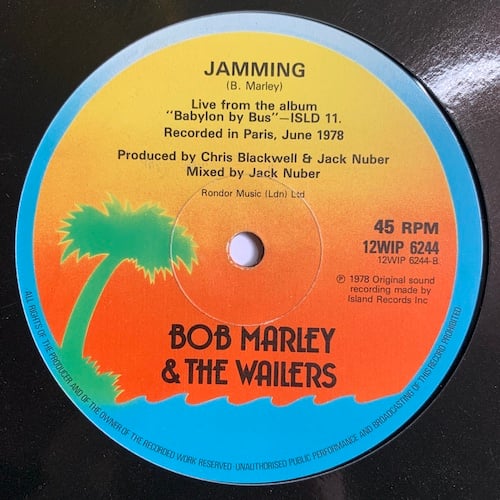 JAMMING
(B. Marley)
Live from the album
"Babylon by Bus"—ISLD 11.
Recorded in Paris, June 1978
Produced by Chris Blackwell & Jack Nuber
Mixed by Jack Nuber
Rondor Music (Ldn) Ltd
45 RPM
12WIP 6244
12WIP 6244-B
℗ 1978 Original sound
recording made by
Island Records Inc
BOB MARLEY
& THE WAILERS
ALL RIGHTS OF THE PRODUCER AND OF THE OWNER OF THE RECORDED WORK RESERVED · UNAUTHORISED PUBLIC PERFORMANCE AND BROADCASTING OF THIS RECORD PROHIBITED